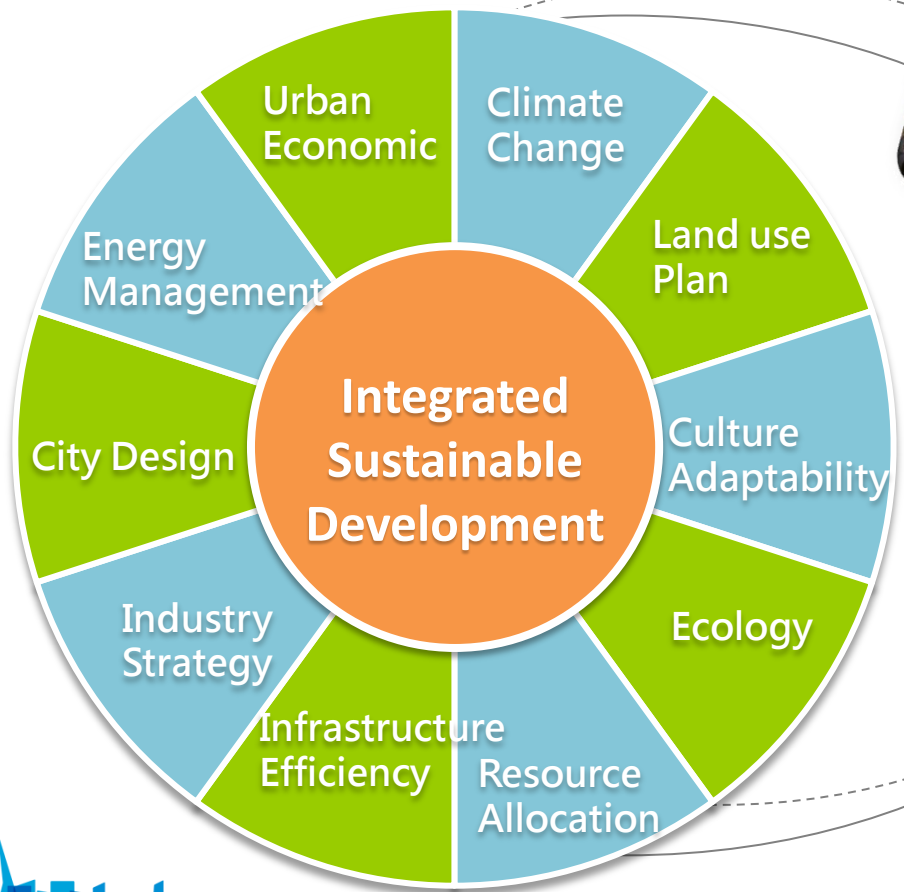 Urban
Economic
Climate
Change
Land use
Plan
Culture
Adaptability
Ecology
Resource
Allocation
Infrastructure
Efficiency
Industry
Strategy
City Design
Energy
Management
Integrated
Sustainable
Development